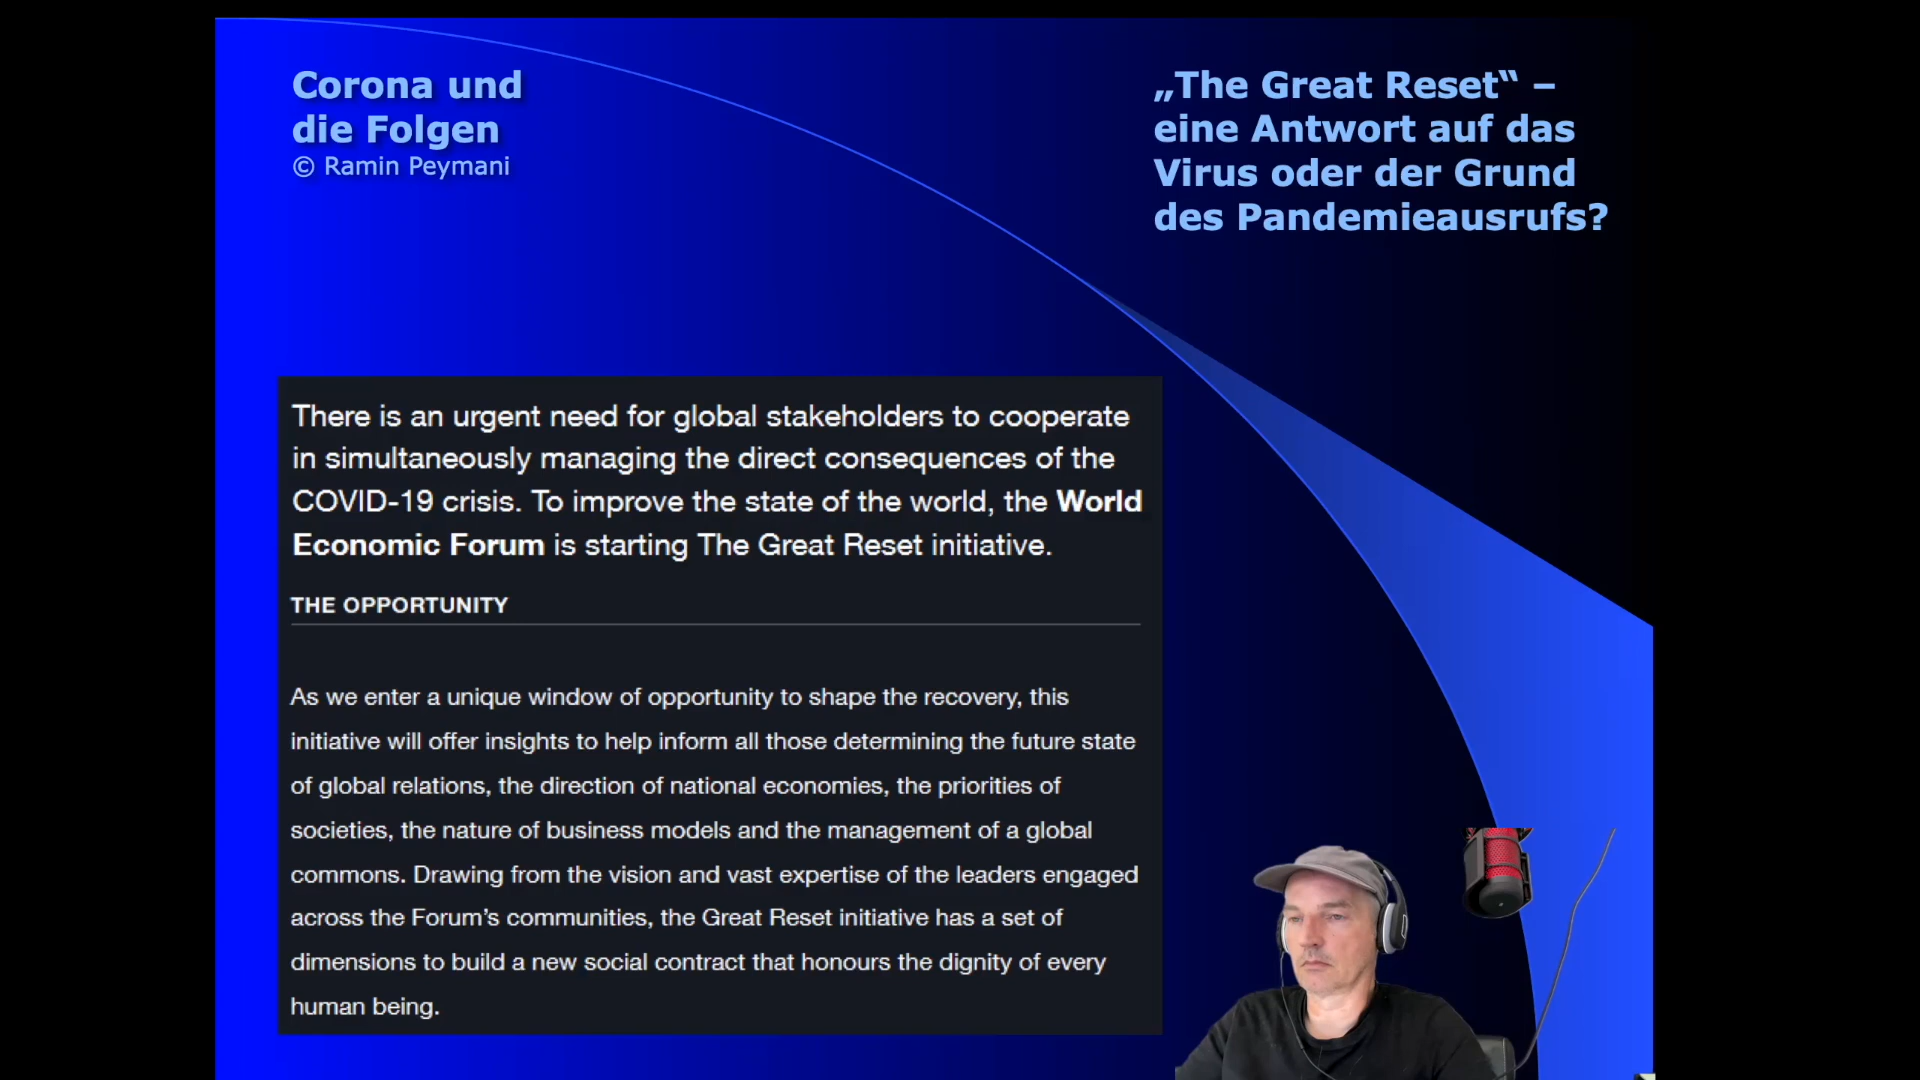 Corona und
die Folgen
© Ramin Peymani
„The Great Reset“ –
eine Antwort auf das
Virus oder der Grund
des Pandemieausrufs?
There is an urgent need for global stakeholders to cooperate
in simultaneously managing the direct consequences of the
COVID-19 crisis. To improve the state of the world, the World
Economic Forum is starting The Great Reset initiative.
THE OPPORTUNITY
As we enter a unique window of opportunity to shape the recovery, this
initiative will offer insights to help inform all those determining the future state
of global relations, the direction of national economies, the priorities of
societies, the nature of business models and the management of a global
commons. Drawing from the vision and vast expertise of the leaders engaged
across the Forum’s communities, the Great Reset initiative has a set of
dimensions to build a new social contract that honours the dignity of every
human being.